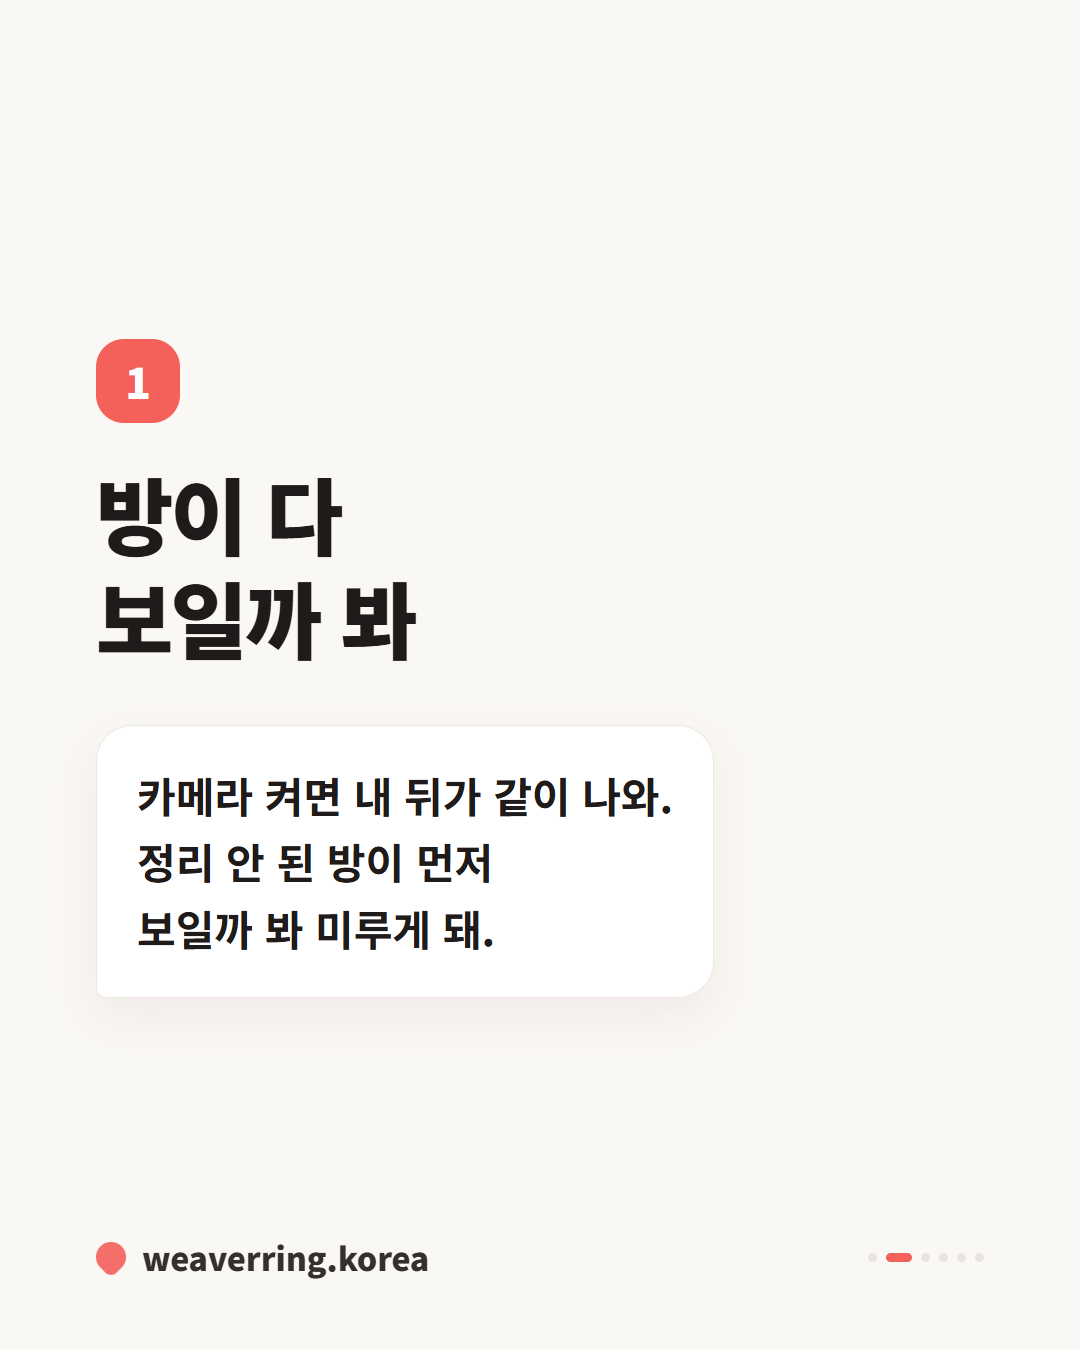 1
방이 다
보일까 봐
카메라 켜면 내 뒤가 같이 나와.
정리 안 된 방이 먼저
보일까 봐 미루게 돼.
weaverring.korea